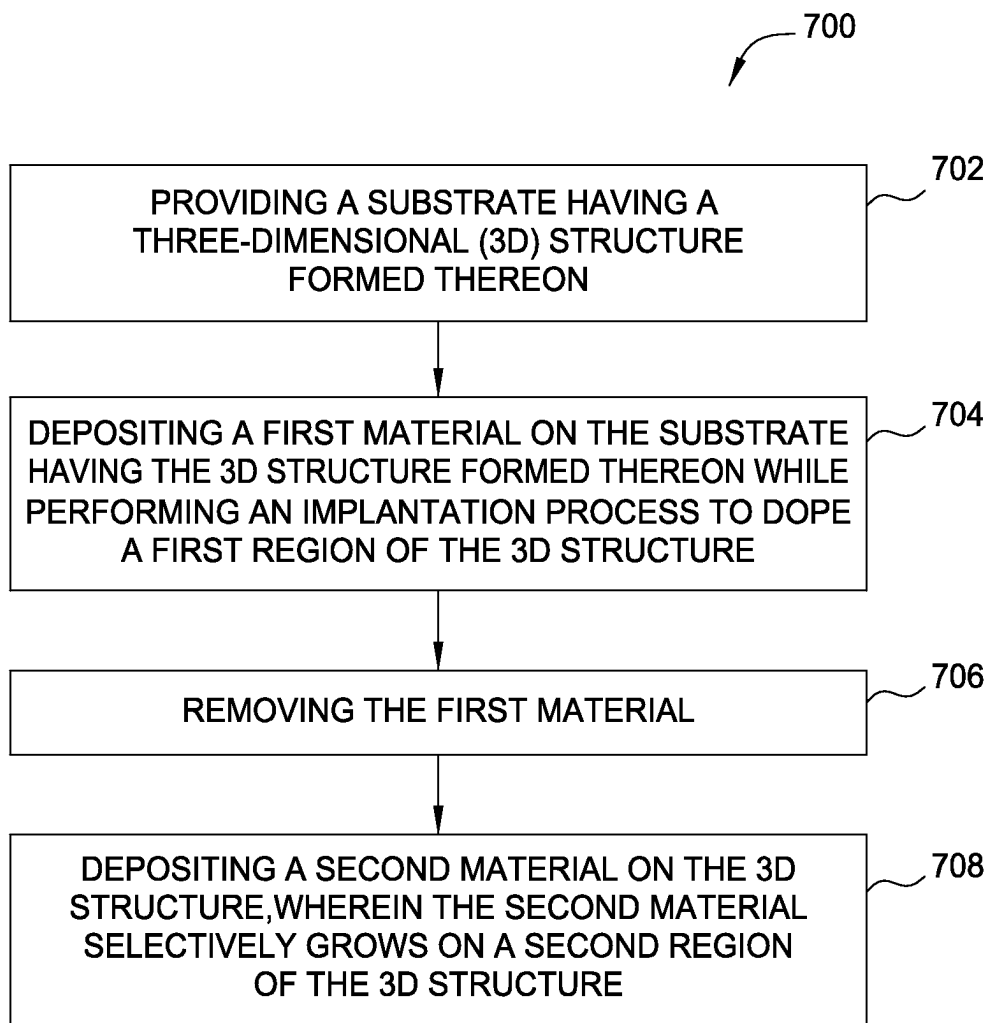 700
702
PROVIDING A SUBSTRATE HAVING A
THREE-DIMENSIONAL (3D) STRUCTURE
FORMED THEREON
704
DEPOSITING A FIRST MATERIAL ON THE SUBSTRATE
HAVING THE 3D STRUCTURE FORMED THEREON WHILE
PERFORMING AN IMPLANTATION PROCESS TO DOPE
A FIRST REGION OF THE 3D STRUCTURE
706
REMOVING THE FIRST MATERIAL
708
DEPOSITING A SECOND MATERIAL ON THE 3D
STRUCTURE,WHEREIN THE SECOND MATERIAL
SELECTIVELY GROWS ON A SECOND REGION
OF THE 3D STRUCTURE